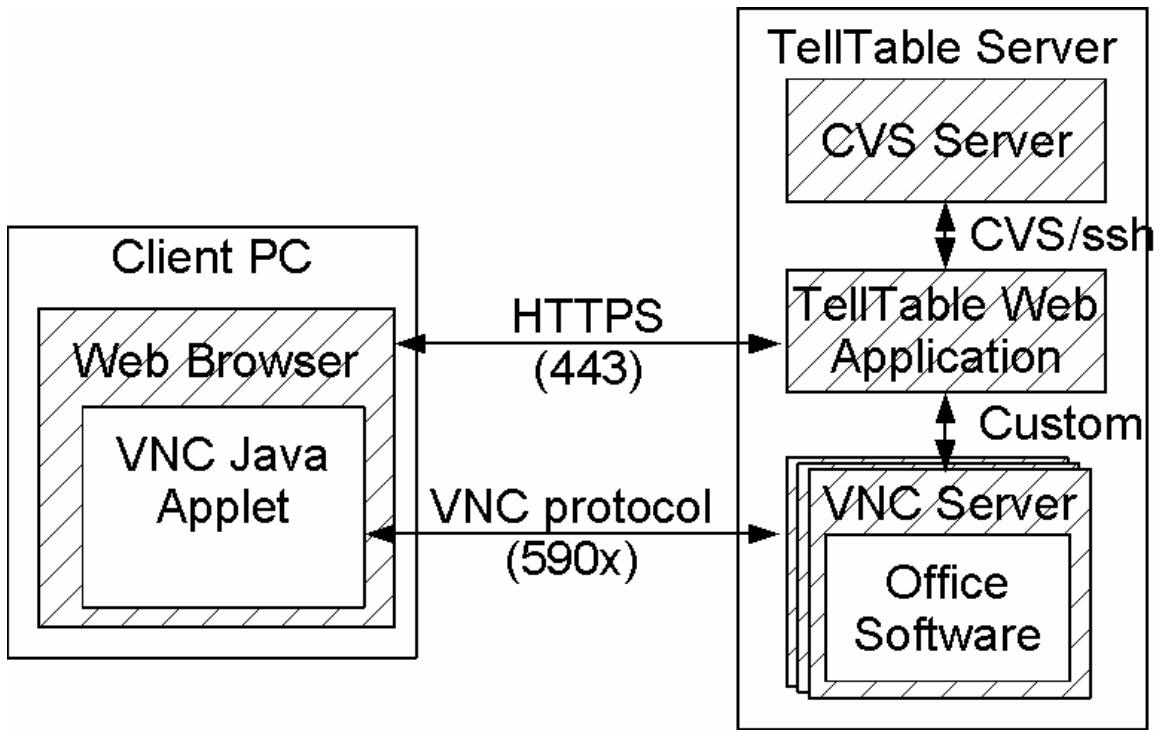 TellTable Server
CVS Server
CVS/ssh
Client PC
TellTable Web
Application
HTTPS
(443)
Web Browser
Custom
VNC Java
Applet
VNC protocol
(590x)
VNC Server
Office
Software